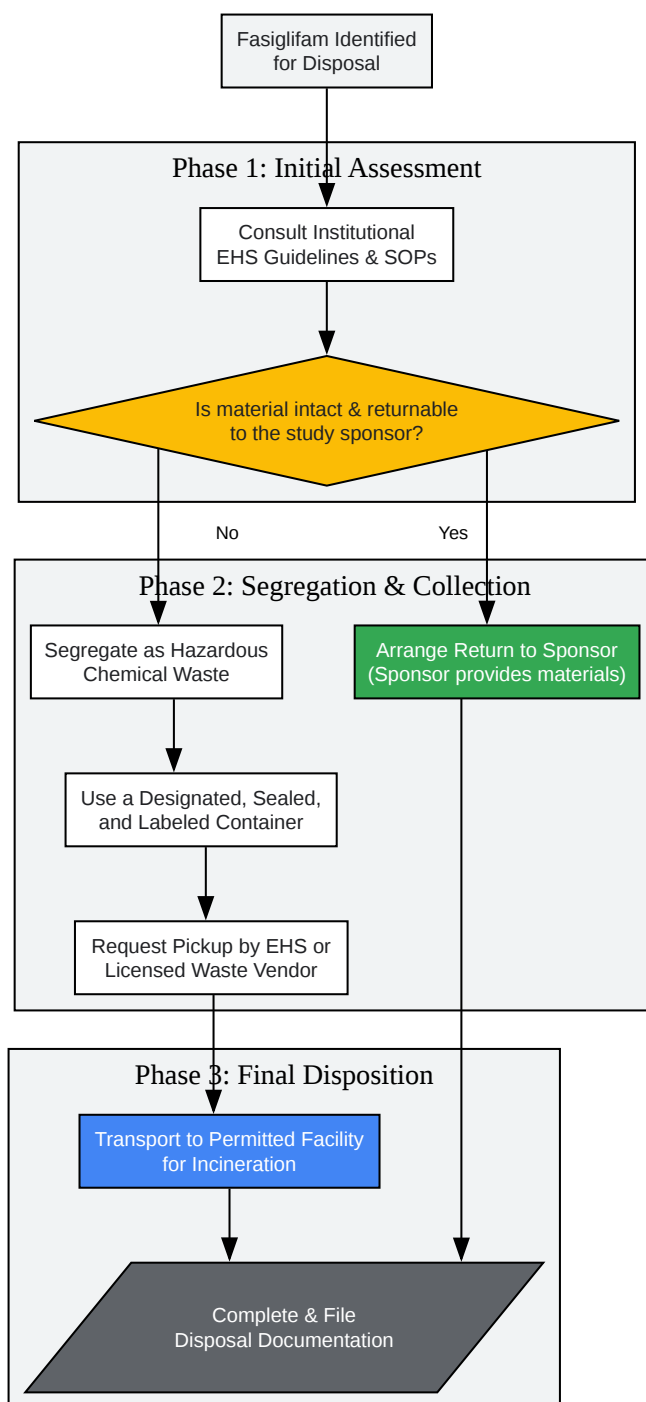 Fasiglifam Identified
for Disposal
Phase 1: Initial Assessment
Consult Institutional
EHS Guidelines & SOPs
Is material intact & returnable
to the study sponsor?
No
Yes
Phase 2: Segregation & Collection
Segregate as Hazardous
Chemical Waste
Arrange Return to Sponsor
(Sponsor provides materials)
Use a Designated, Sealed,
and Labeled Container
Request Pickup by EHS or
Licensed Waste Vendor
Phase 3: Final Disposition
Transport to Permitted Facility
for Incineration
Complete & File
Disposal Documentation